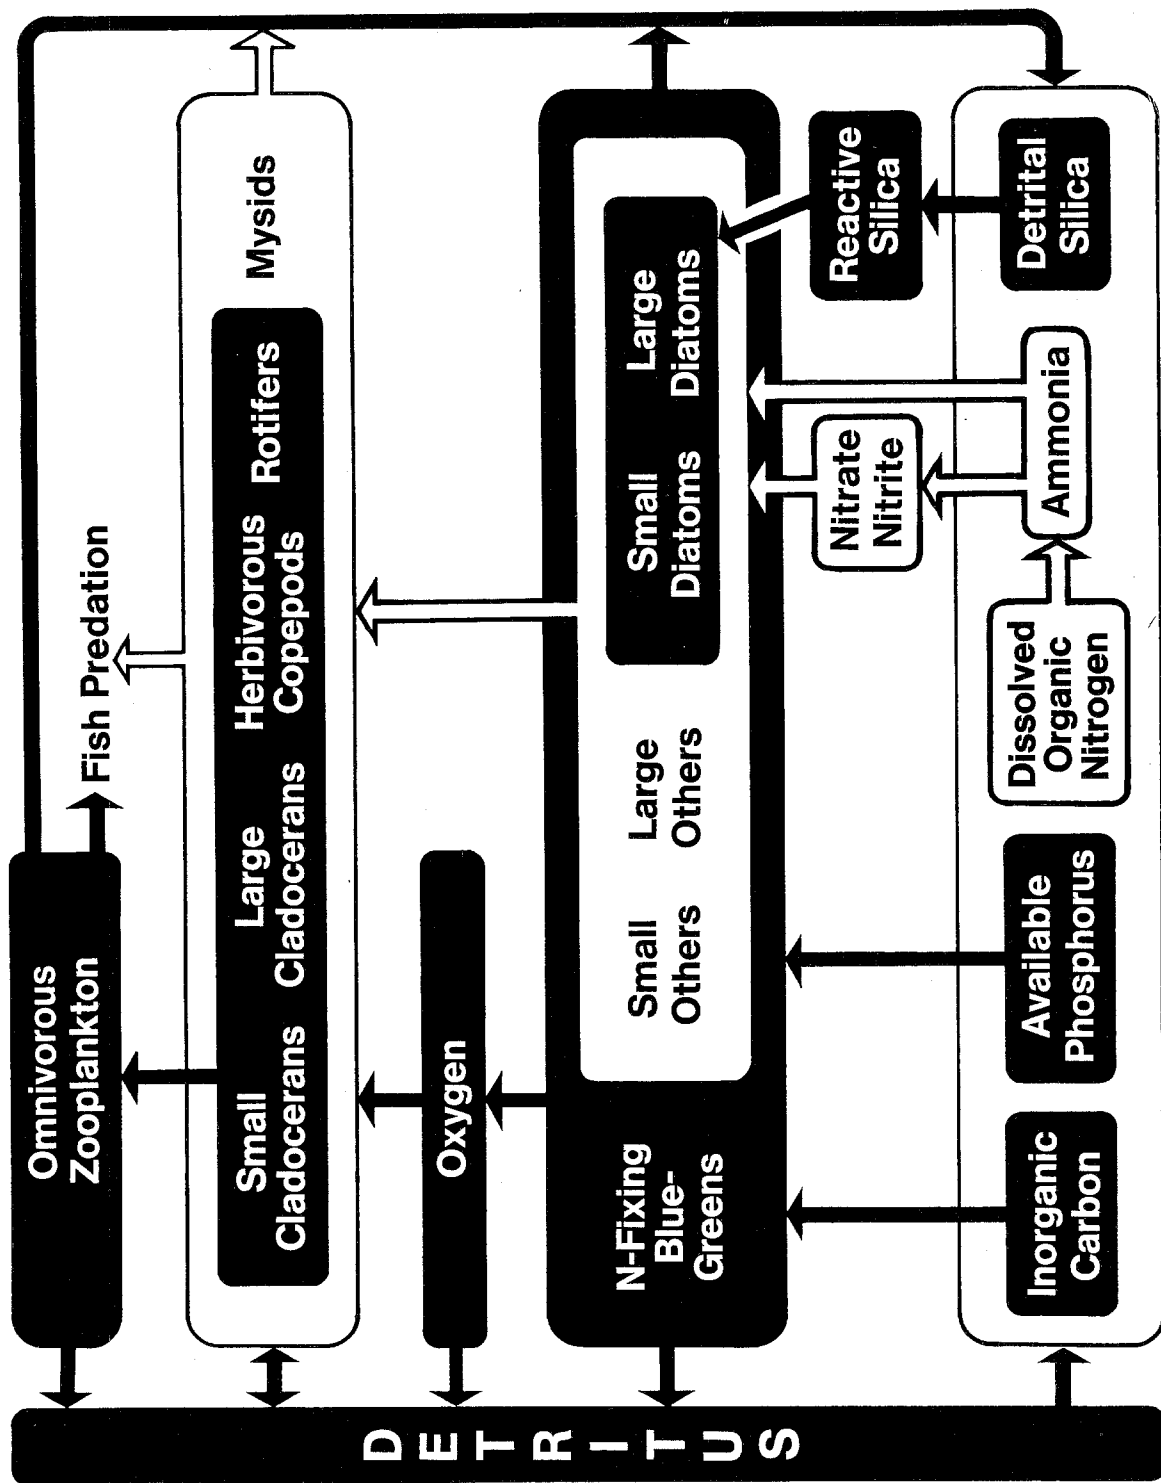 Omnivorous
Zooplankton
Fish Predation
Small
Cladocerans
Large
Cladocerans
Herbivorous
Copepods
Rotifers
Mysids
Oxygen
N-Fixing
Blue-
Greens
Small
Others
Large
Others
Small
Diatoms
Large
Diatoms
Nitrate
Nitrite
Reactive
Silica
Inorganic
Carbon
Available
Phosphorus
Dissolved
Organic
Nitrogen
Ammonia
Detrital
Silica
DETRITUS